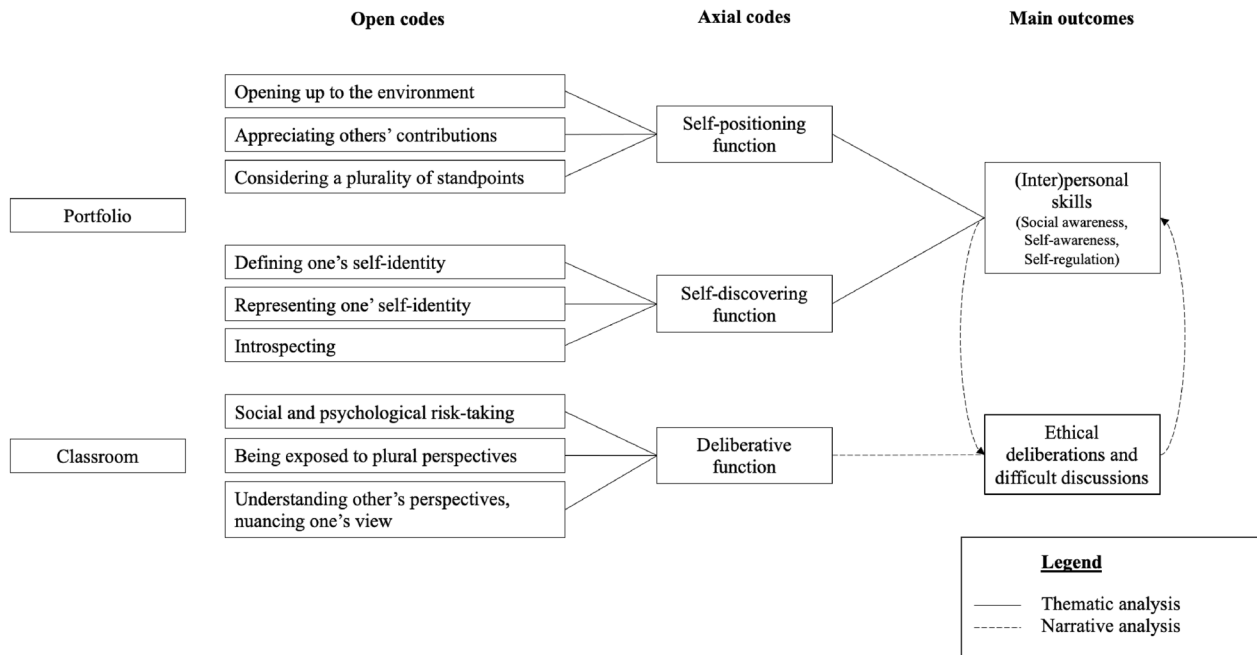 Open codes
Axial codes
Main outcomes
Portfolio
Opening up to the environment
Appreciating others’ contributions
Considering a plurality of standpoints
Self-positioning
function
Defining one’s self-identity
Representing one’ self-identity
Introspecting
Self-discovering
function
(Inter)personal
skills
(Social awareness,
Self-awareness,
Self-regulation)
Classroom
Social and psychological risk-taking
Being exposed to plural perspectives
Understanding other’s perspectives,
nuancing one’s view
Deliberative
function
Ethical
deliberations and
difficult discussions
Legend
Thematic analysis
Narrative analysis